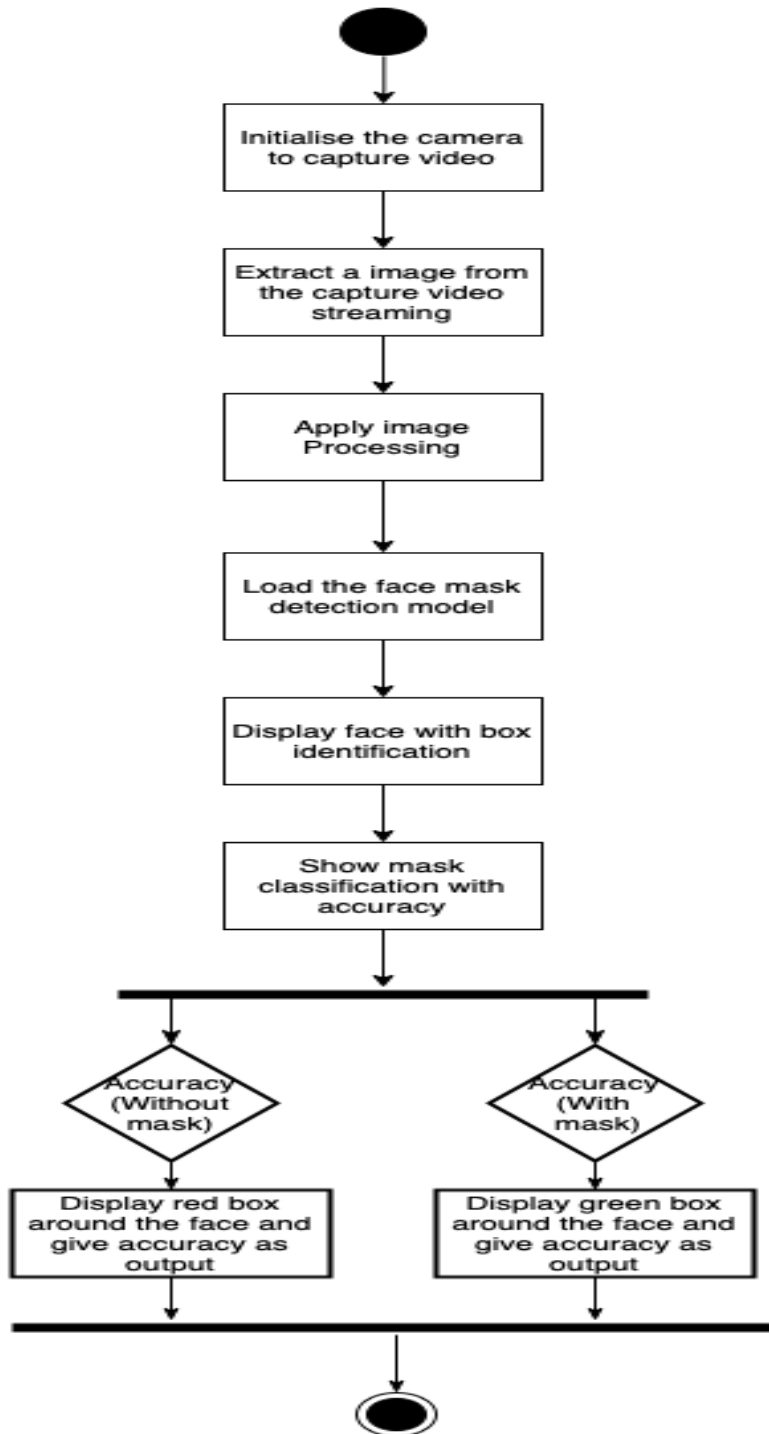 Initialise the camera
to capture video
Extract a image from
the capture video
streaming
Apply image
Processing
Load the face mask
detection model
Display face with box
identification
Show mask
classification with
accuracy
Accuracy
(Without
mask)
Accuracy
(With
mask)
Display red box
around the face and
give accuracy as
output
Display green box
around the face and
give accuracy as
output